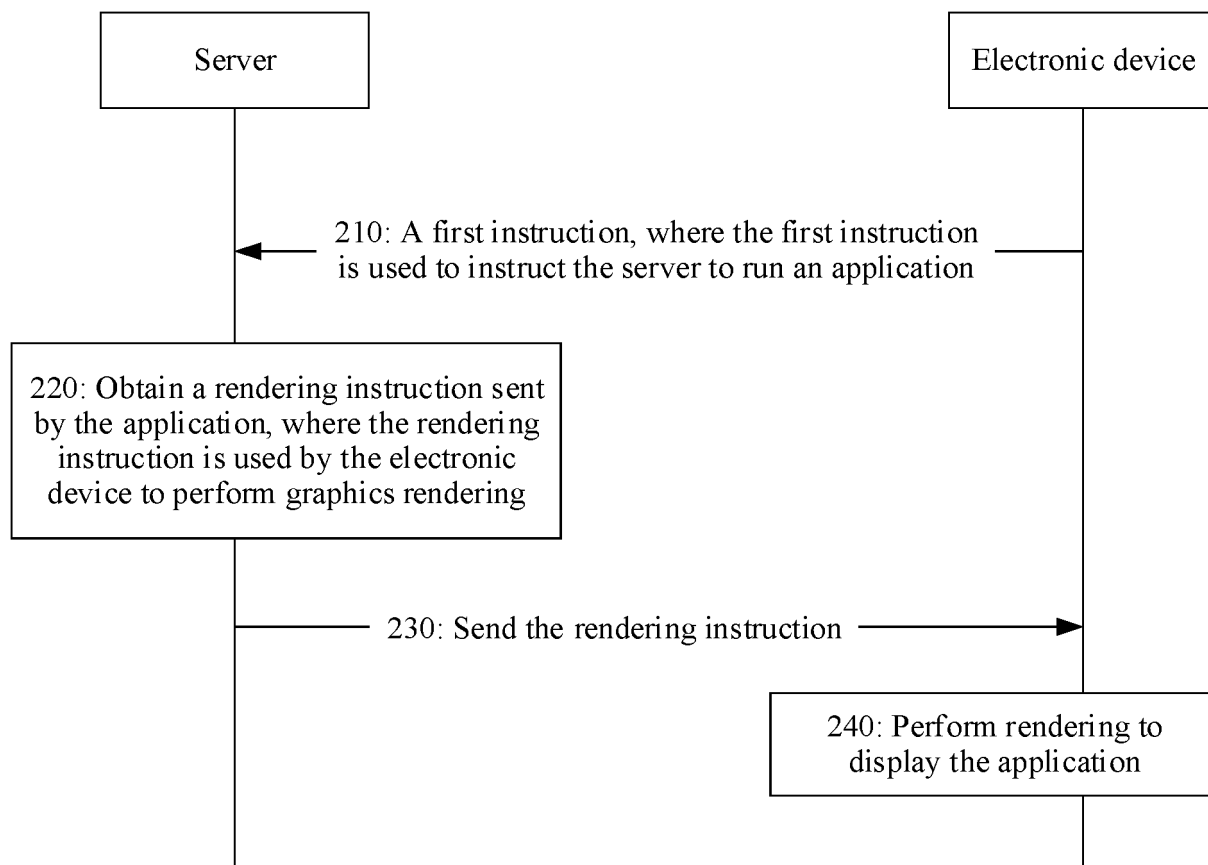 Server
Electronic device
210: A first instruction, where the first instruction
is used to instruct the server to run an application
220: Obtain a rendering instruction sent
by the application, where the rendering
instruction is used by the electronic
device to perform graphics rendering
230: Send the rendering instruction
240: Perform rendering to
display the application